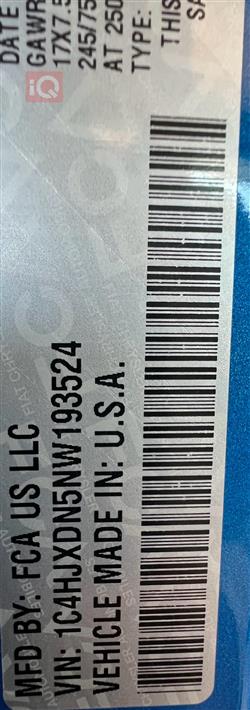 DATE
GAWR
17X7.5
245/75
AT 250
TYPE:
THIS
SA
iQ
MFD BY: FCA US LLC
VIN: 1C4HJXDN5NW193524
VEHICLE MADE IN: U.S.A.